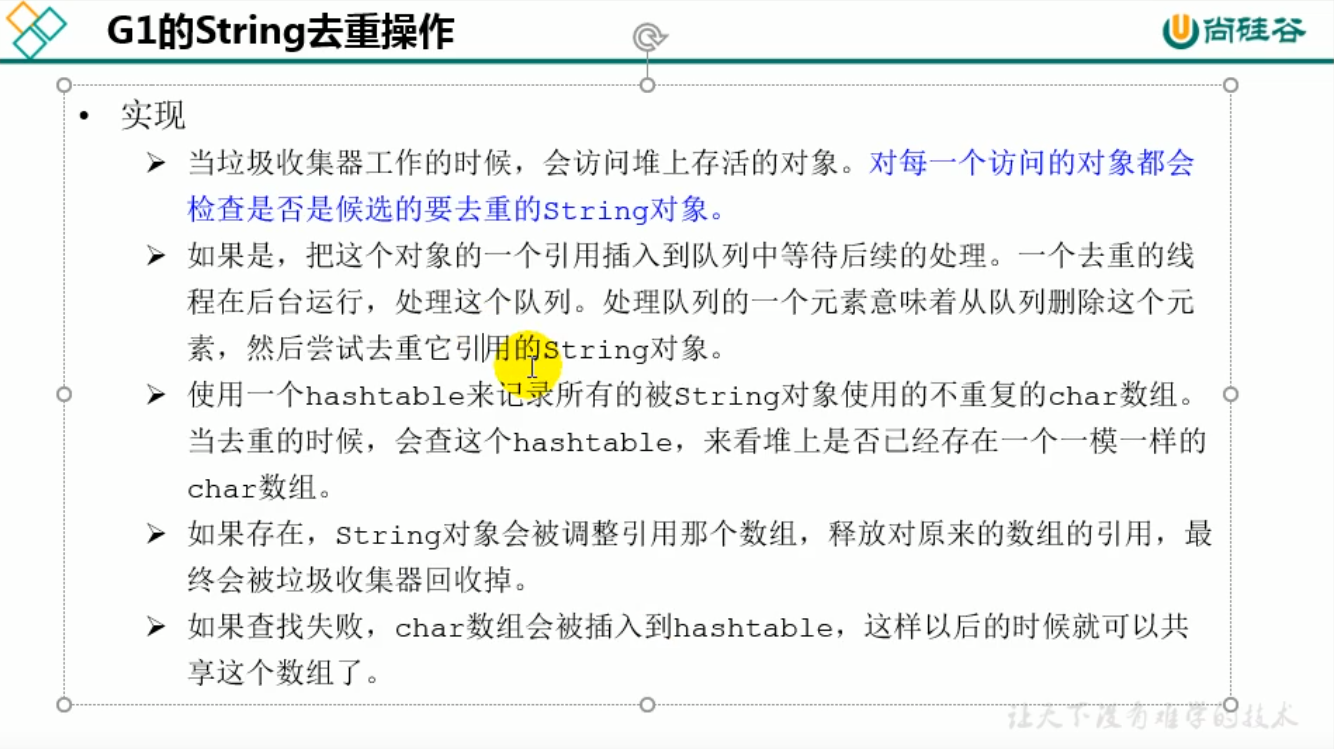 G1的String去重操作
尚硅谷
• 实现
➢ 当垃圾收集器工作的时候，会访问堆上存活的对象。对每一个访问的对象都会
检查是否是候选的要去重的String对象。
➢ 如果是，把这个对象的一个引用插入到队列中等待后续的处理。一个去重的线
程在后台运行，处理这个队列。处理队列的一个元素意味着从队列删除这个元
素，然后尝试去重它引用的String对象。
➢ 使用一个hashtable来记录所有的被String对象使用的不重复的char数组。
当去重的时候，会查这个hashtable，来看堆上是否已经存在一个一模一样的
char数组。
➢ 如果存在，String对象会被调整引用那个数组，释放对原来的数组的引用，最
终会被垃圾收集器回收掉。
➢ 如果查找失败，char数组会被插入到hashtable，这样以后的时候就可以共
享这个数组了。
让天下没有难学的技术